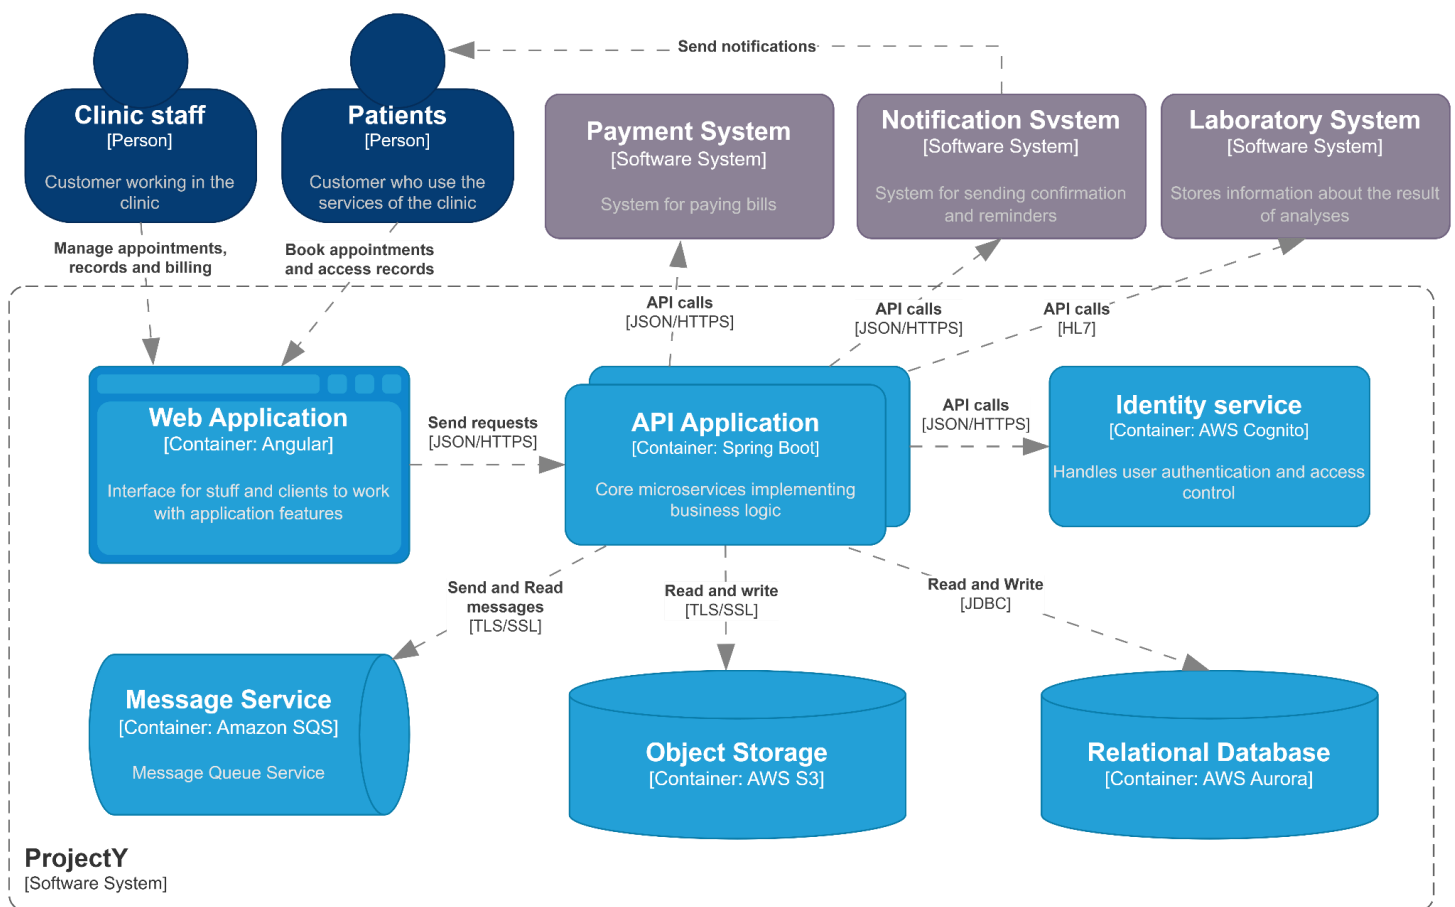 Send notifications
Clinic staff
[Person]
Customer working in the
clinic
Patients
[Person]
Customer who use the
services of the clinic
Payment System
[Software System]
System for paying bills
Notification System
[Software System]
System for sending confirmation
and reminders
Laboratory System
[Software System]
Stores information about the result
of analyses
Manage appointments,
records and billing
Book appointments
and access records
API calls
[JSON/HTTPS]
API calls
[JSON/HTTPS]
API calls
[HL7]
Web Application
[Container: Angular]
Interface for stuff and clients to work
with application features
Send requests
[JSON/HTTPS]
API Application
[Container: Spring Boot]
Core microservices implementing
business logic
API calls
[JSON/HTTPS]
Identity service
[Container: AWS Cognito]
Handles user authentication and access
control
Send and Read
messages
[TLS/SSL]
Read and write
[TLS/SSL]
Read and Write
[JDBC]
Message Service
[Container: Amazon SQS]
Message Queue Service
Object Storage
[Container: AWS S3]
Relational Database
[Container: AWS Aurora]
ProjectY
[Software System]